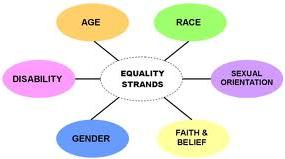 AGE
RACE
DISABILITY
EQUALITY
STRANDS
SEXUAL
ORIENTATION
GENDER
FAITH &
BELIEF